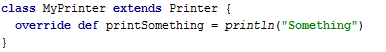 class MyPrinter extends Printer {
  override def printSomething = println("Something")
}